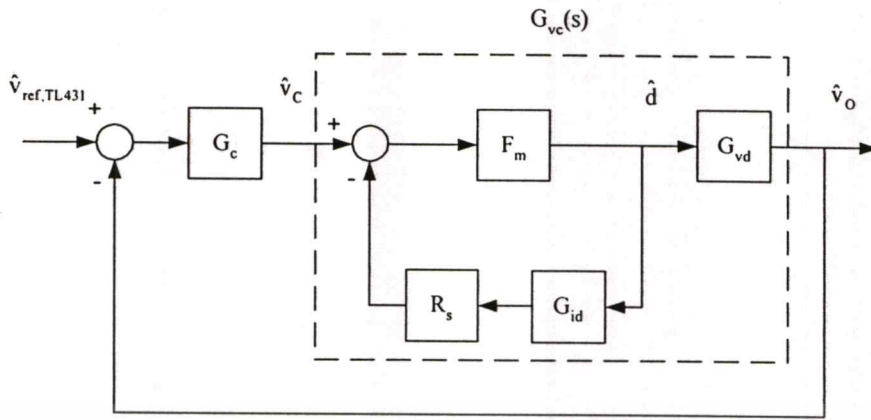 G_vc(s)
v̂_ref,TL431
v̂_C
d̂
v̂_O
+
-
G_c
+
-
F_m
G_vd
R_s
G_id